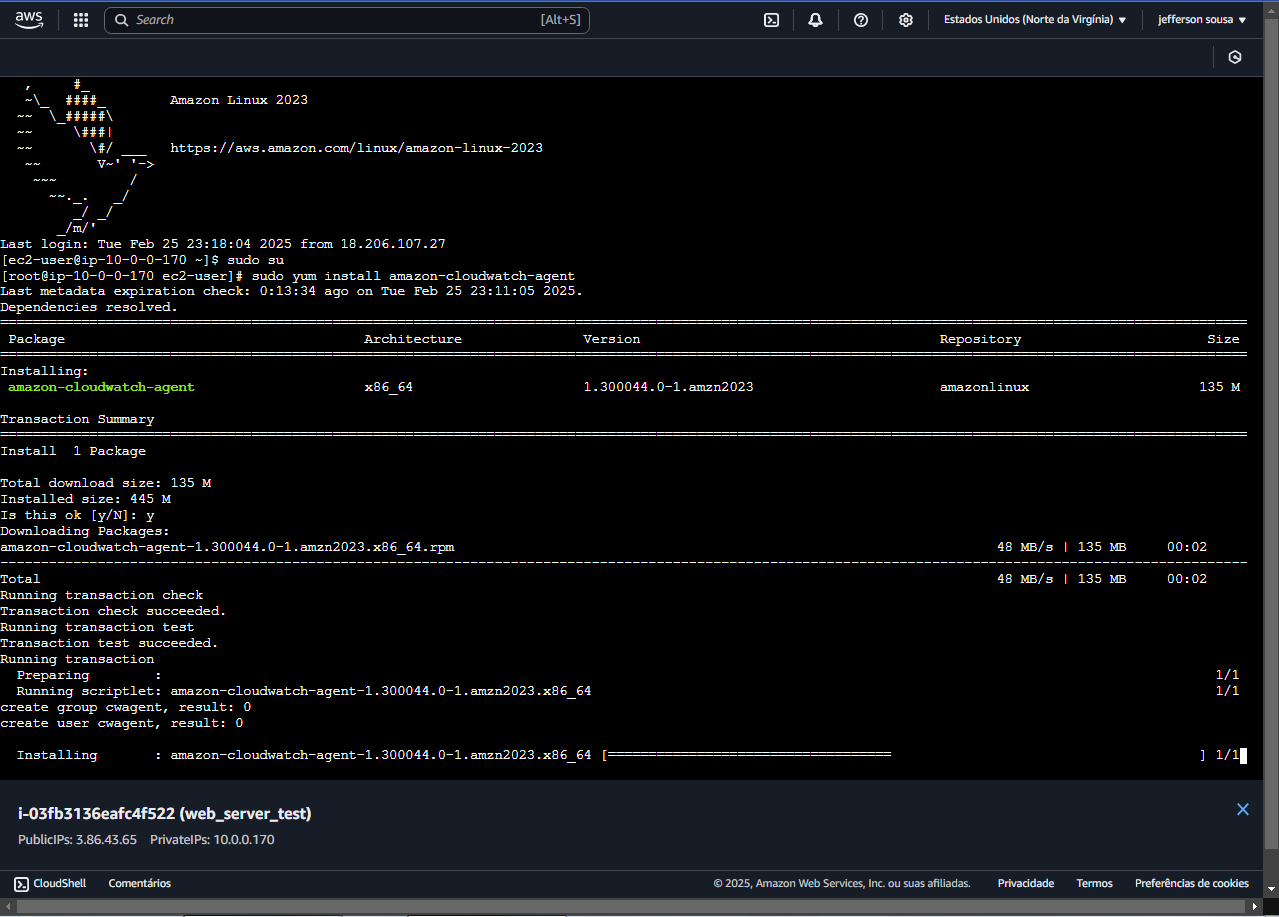 aws Search [Alt+S] Estados Unidos (Norte da Virgínia) ▼ jefferson sousa ▼
   ,     #_
   ~\_  ####_        Amazon Linux 2023
  ~~  \_#####\
  ~~     \###|
  ~~       \#/ ___   https://aws.amazon.com/linux/amazon-linux-2023
   ~~       V~' '->
    ~~~         /
      ~~._.   _/
         _/ _/
       _/m/'
Last login: Tue Feb 25 23:18:04 2025 from 18.206.107.27
[ec2-user@ip-10-0-0-170 ~]$ sudo su
[root@ip-10-0-0-170 ec2-user]# sudo yum install amazon-cloudwatch-agent
Last metadata expiration check: 0:13:34 ago on Tue Feb 25 23:11:05 2025.
Dependencies resolved.
Package Architecture Version Repository Size
Installing:
amazon-cloudwatch-agent x86_64 1.300044.0-1.amzn2023 amazonlinux 135 M
Transaction Summary
Install  1 Package
Total download size: 135 M
Installed size: 445 M
Is this ok [y/N]: y
Downloading Packages:
amazon-cloudwatch-agent-1.300044.0-1.amzn2023.x86_64.rpm 48 MB/s | 135 MB 00:02
Total 48 MB/s | 135 MB 00:02
Running transaction check
Transaction check succeeded.
Running transaction test
Transaction test succeeded.
Running transaction
Preparing : 1/1
Running scriptlet: amazon-cloudwatch-agent-1.300044.0-1.amzn2023.x86_64 1/1
create group cwagent, result: 0
create user cwagent, result: 0
Installing : amazon-cloudwatch-agent-1.300044.0-1.amzn2023.x86_64 [=================================== ] 1/1
i-03fb3136eafc4f522 (web_server_test)
PublicIPs: 3.86.43.65 PrivateIPs: 10.0.0.170
CloudShell Comentários © 2025, Amazon Web Services, Inc. ou suas afiliadas. Privacidade Termos Preferências de cookies